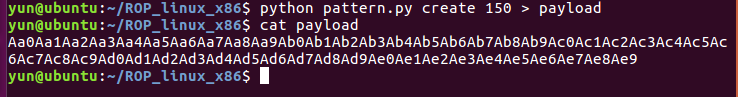 yun@ubuntu:~/ROP_linux_x86$ python pattern.py create 150 > payload
yun@ubuntu:~/ROP_linux_x86$ cat payload
Aa0Aa1Aa2Aa3Aa4Aa5Aa6Aa7Aa8Aa9Ab0Ab1Ab2Ab3Ab4Ab5Ab6Ab7Ab8Ab9Ac0Ac1Ac2Ac3Ac4Ac5Ac
6Ac7Ac8Ac9Ad0Ad1Ad2Ad3Ad4Ad5Ad6Ad7Ad8Ad9Ae0Ae1Ae2Ae3Ae4Ae5Ae6Ae7Ae8Ae9
yun@ubuntu:~/ROP_linux_x86$